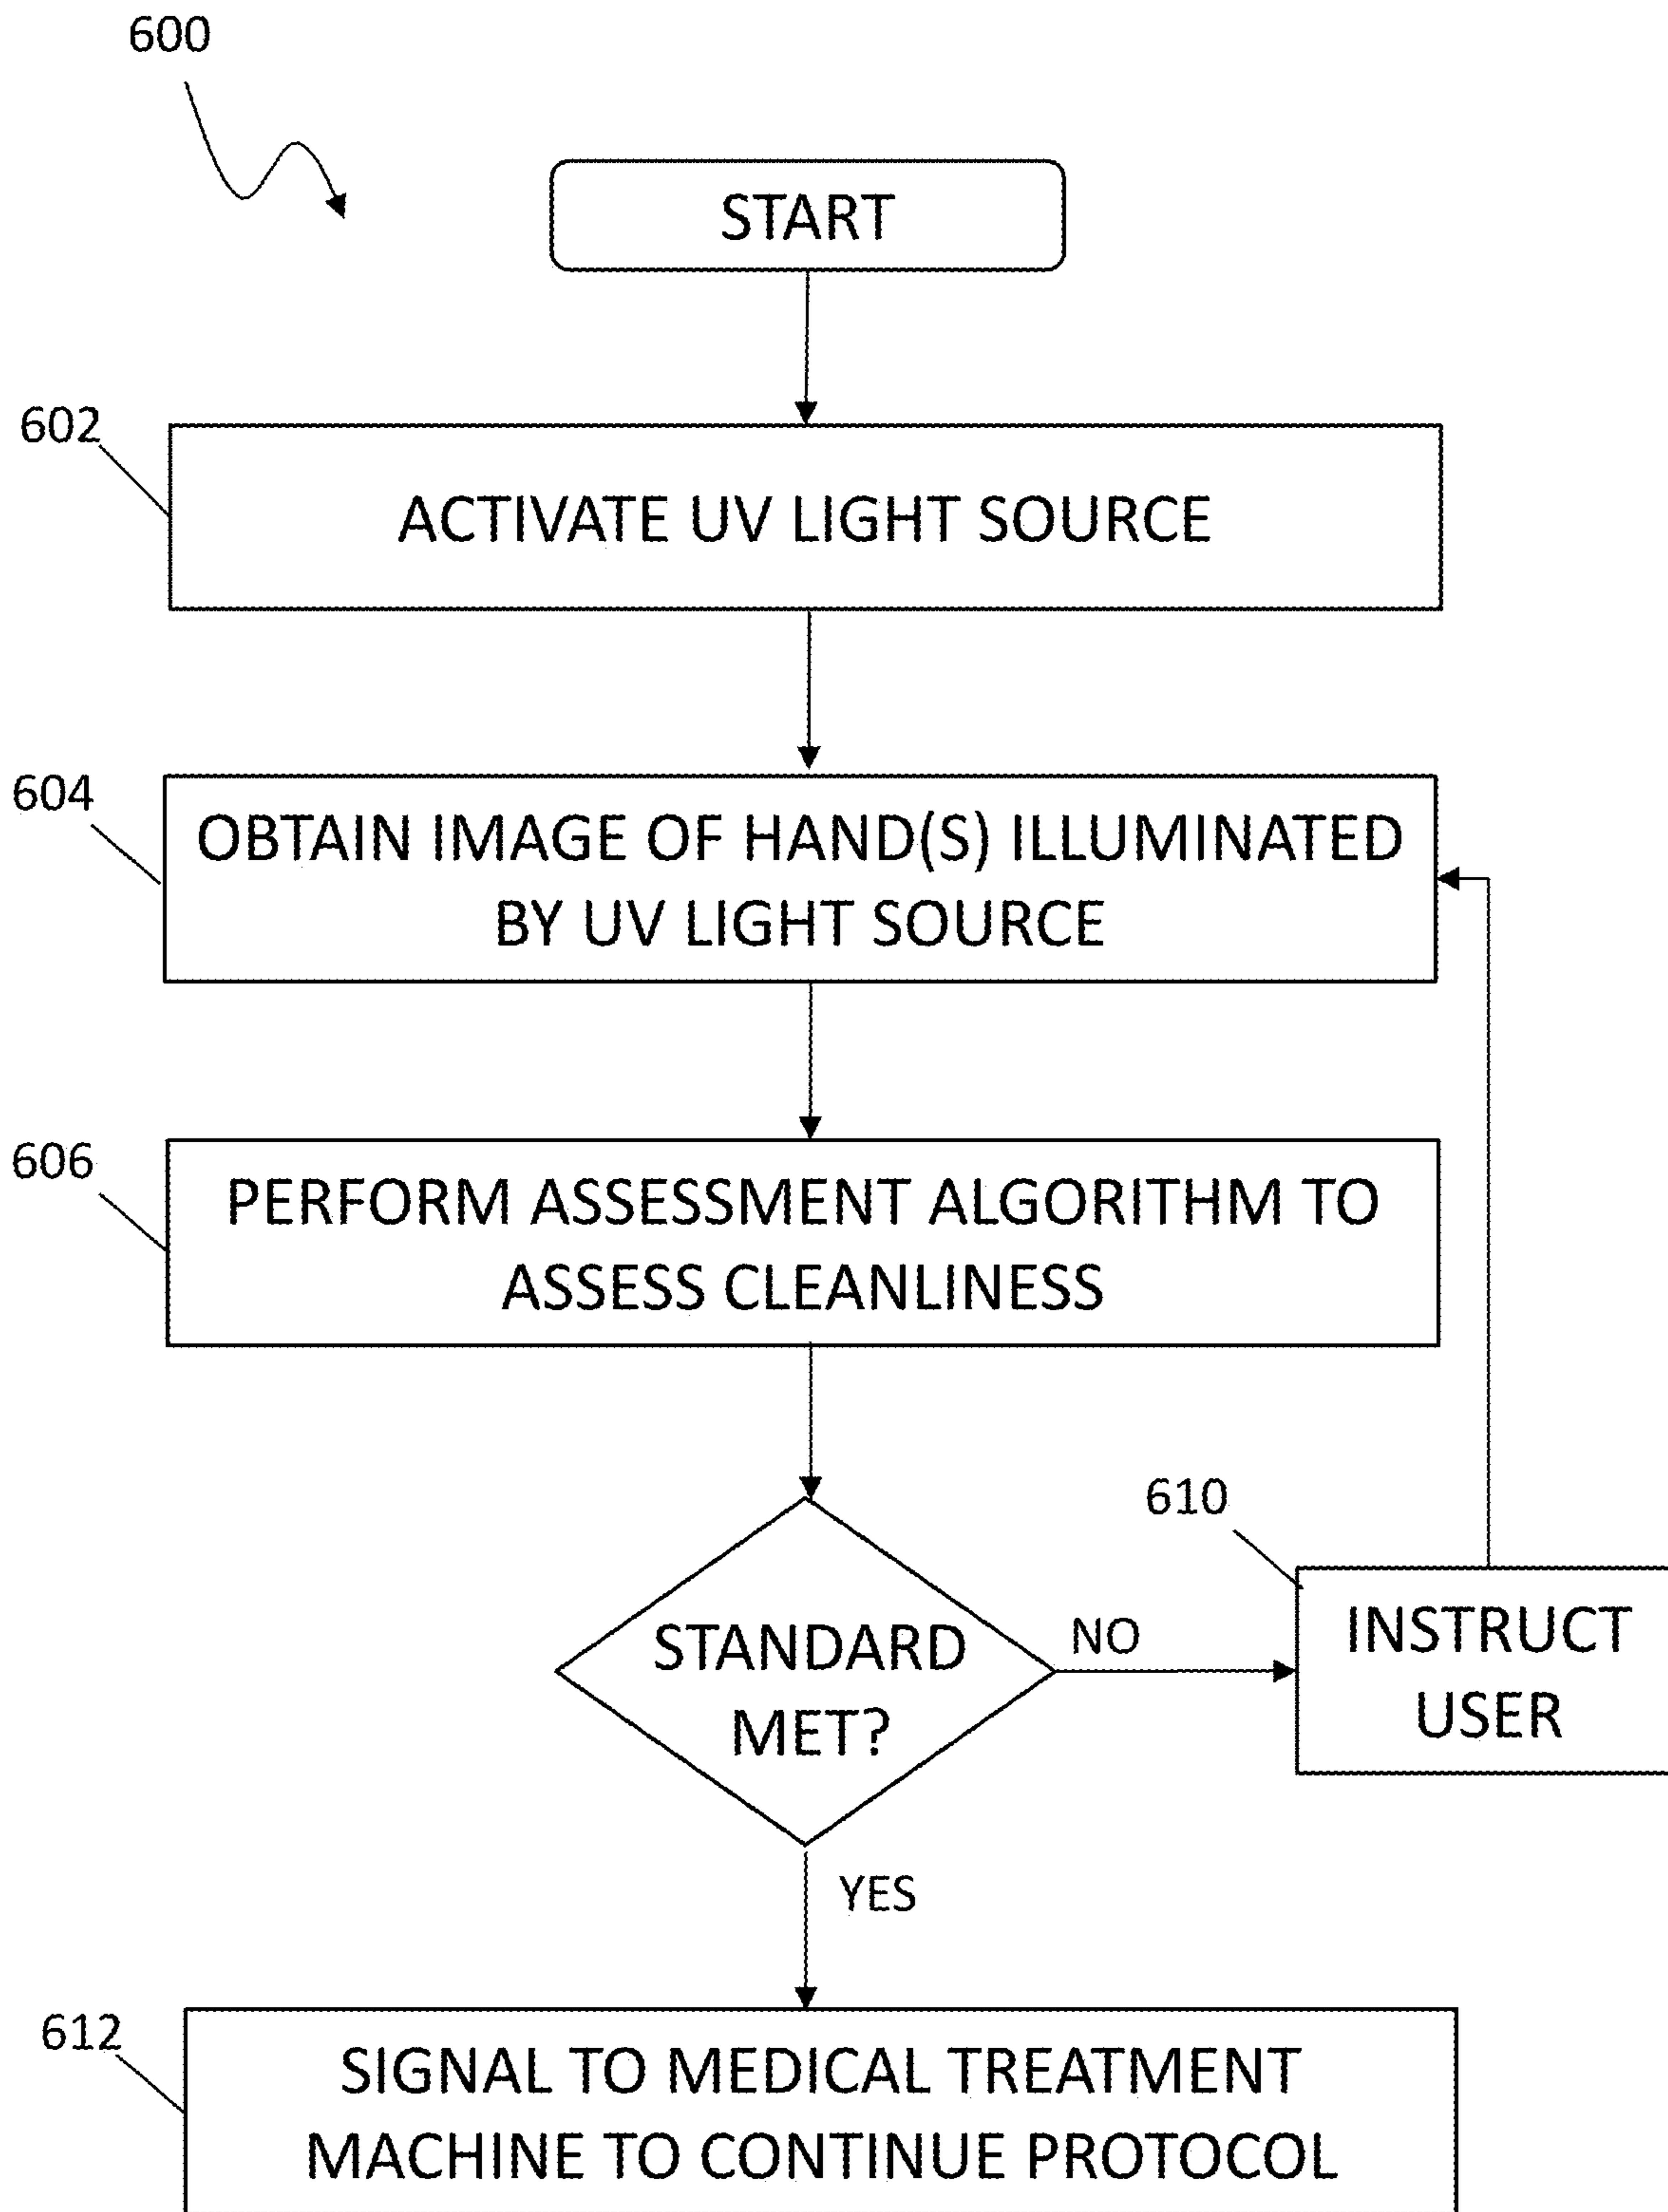 600
START
602
ACTIVATE UV LIGHT SOURCE
604
OBTAIN IMAGE OF HAND(S) ILLUMINATED
BY UV LIGHT SOURCE
606
PERFORM ASSESSMENT ALGORITHM TO
ASSESS CLEANLINESS
610
STANDARD
MET?
NO
INSTRUCT
USER
YES
612
SIGNAL TO MEDICAL TREATMENT
MACHINE TO CONTINUE PROTOCOL